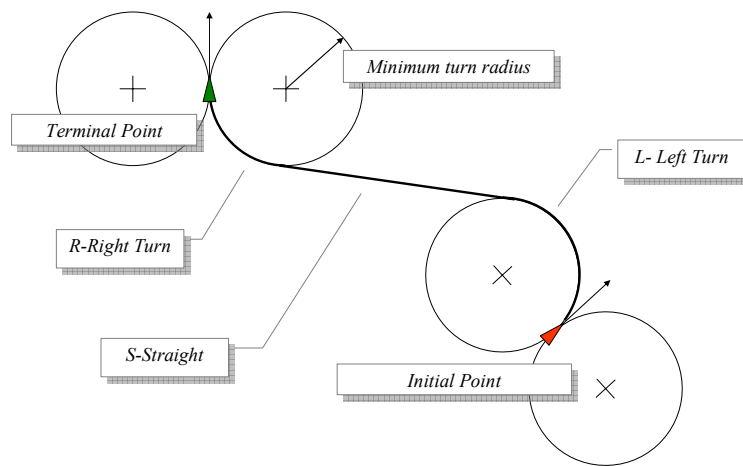 Minimum turn radius
Terminal Point
L- Left Turn
R-Right Turn
S-Straight
Initial Point